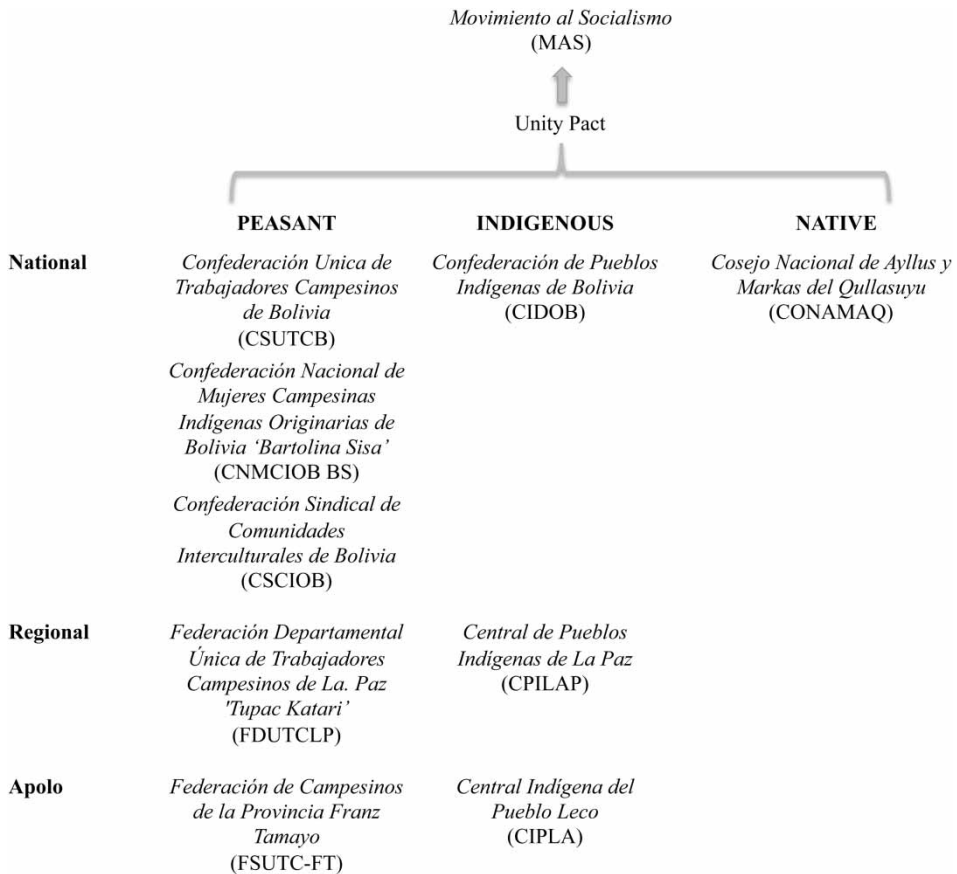 Movimiento al Socialismo
(MAS)
Unity Pact
PEASANT
INDIGENOUS
NATIVE
National
Confederación Unica de
Trabajadores Campesinos
de Bolivia
(CSUTCB)
Confederación de Pueblos
Indígenas de Bolivia
(CIDOB)
Cosejo Nacional de Ayllus y
Markas del Qullasuyu
(CONAMAQ)
Confederación Nacional de
Mujeres Campesinas
Indígenas Originarias de
Bolivia ‘Bartolina Sisa’
(CNMCIOB BS)
Confederación Sindical de
Comunidades
Interculturales de Bolivia
(CSCIOB)
Regional
Federación Departamental
Única de Trabajadores
Campesinos de La. Paz
'Tupac Katari’
(FDUTCLP)
Central de Pueblos
Indígenas de La Paz
(CPILAP)
Apolo
Federación de Campesinos
de la Provincia Franz
Tamayo
(FSUTC-FT)
Central Indígena del
Pueblo Leco
(CIPLA)